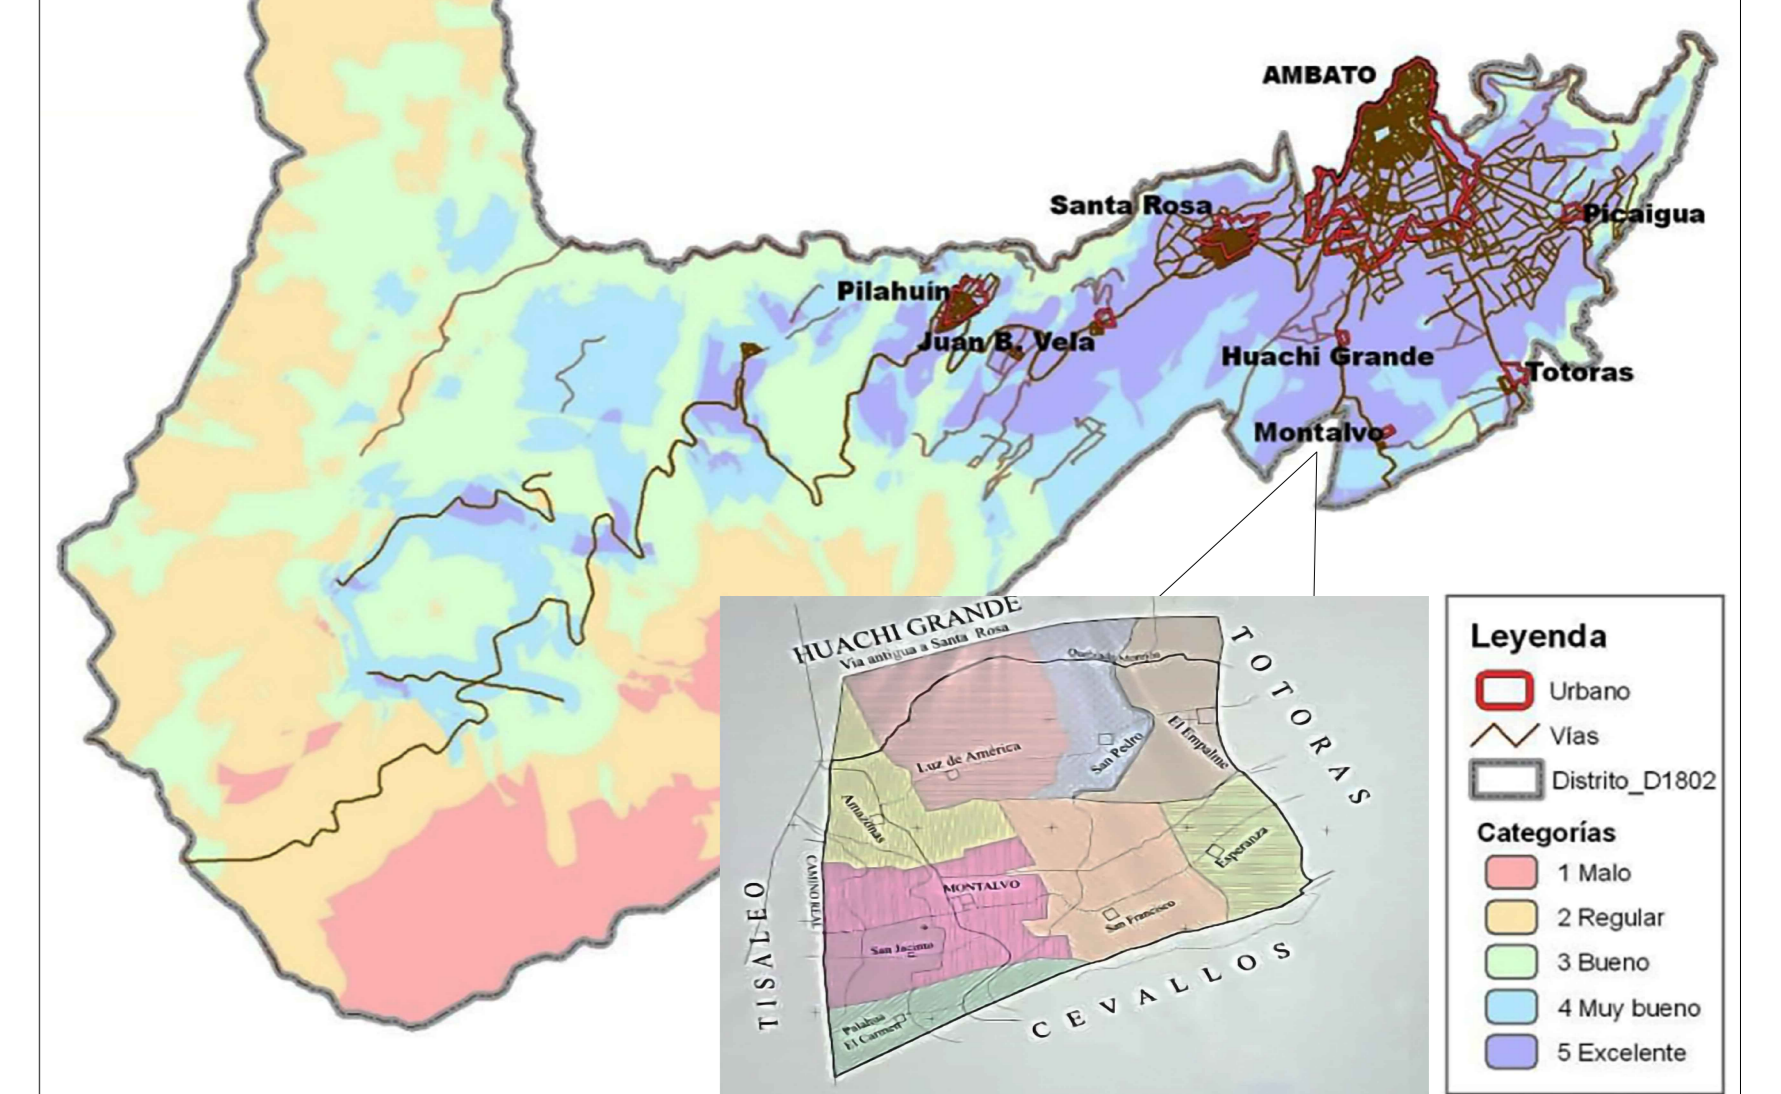 AMBATO
Santa Rosa
Picaigua
Pilahuín
Juan B. Vela
Huachi Grande
Totoras
Montalvo
HUACHI GRANDE
Via antigua a Santa Rosa
TOTORAS
Luz de América
San Pedro
El Empalme
Amazonas
Esperanza
CAMINO REAL
MONTALVO
San Francisco
San Jacinto
TISALEO
CEVALLOS
Palahua
El Carmen
Leyenda
Urbano
Vías
Distrito_D1802
Categorías
1 Malo
2 Regular
3 Bueno
4 Muy bueno
5 Excelente